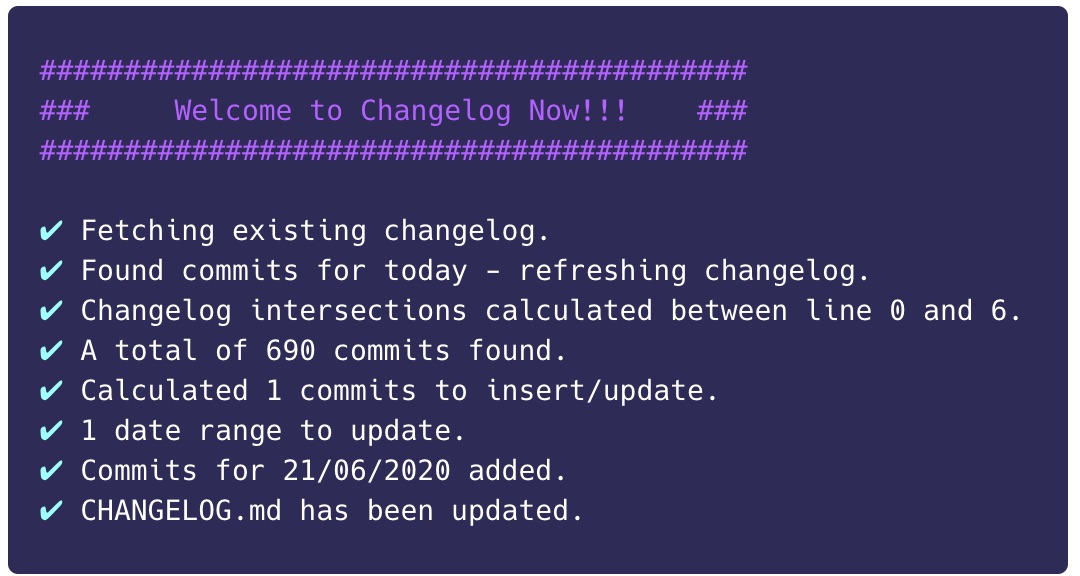 ##########################################
###     Welcome to Changelog Now!!!    ###
##########################################
✔ Fetching existing changelog.
✔ Found commits for today – refreshing changelog.
✔ Changelog intersections calculated between line 0 and 6.
✔ A total of 690 commits found.
✔ Calculated 1 commits to insert/update.
✔ 1 date range to update.
✔ Commits for 21/06/2020 added.
✔ CHANGELOG.md has been updated.